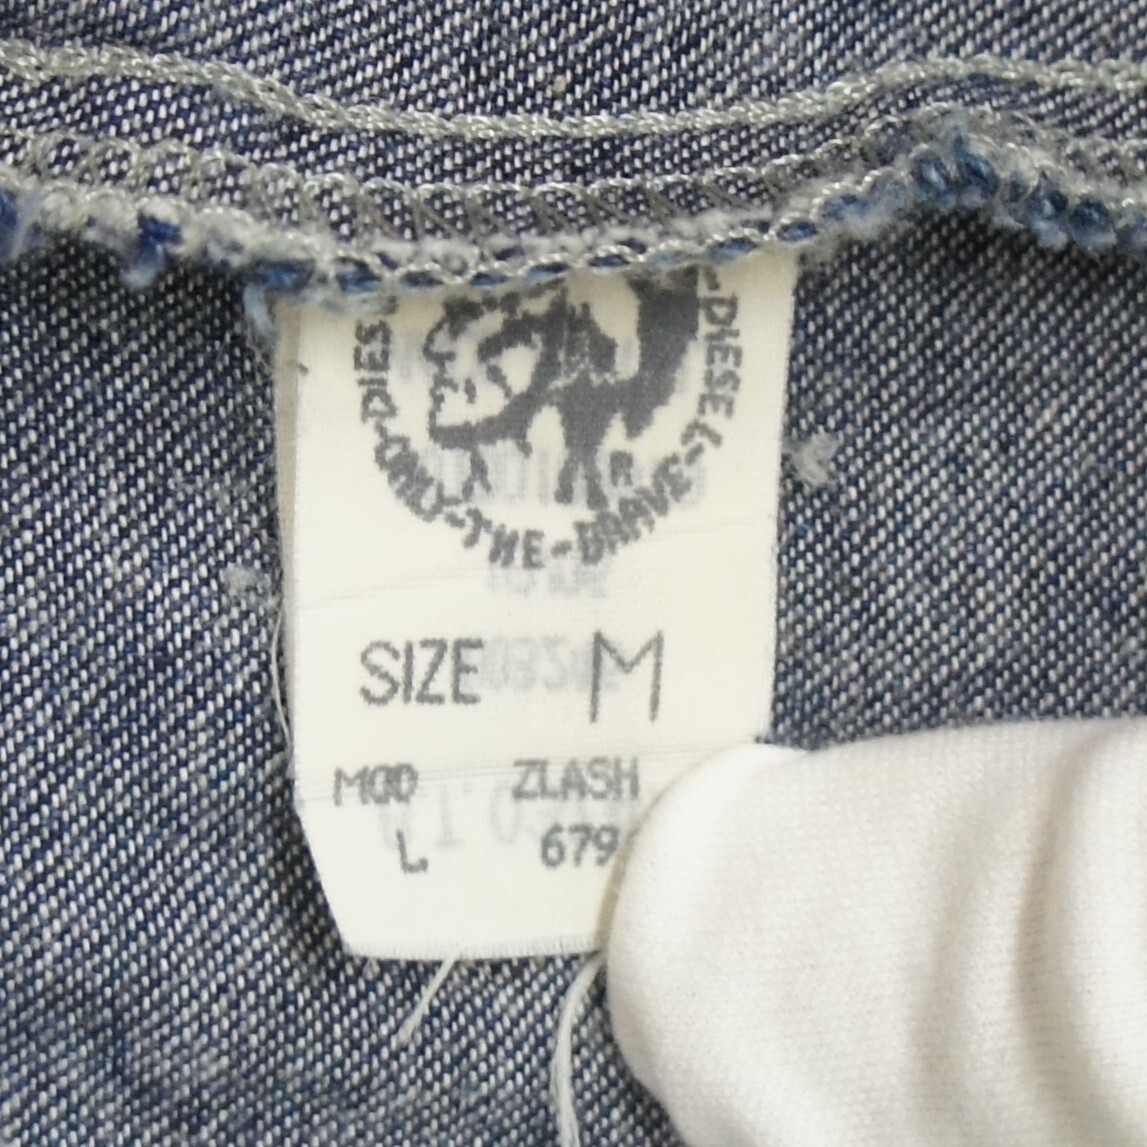 DIESEL-ONLY-THE-BRAVE-DIESEL-
SIZE M
MOD ZLASH
L 679